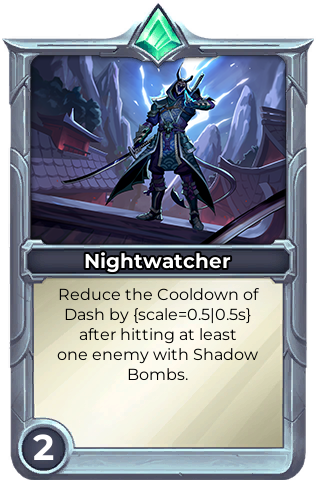 Nightwatcher
Reduce the Cooldown of
Dash by {scale=0.5|0.5s}
after hitting at least
one enemy with Shadow
Bombs.
2